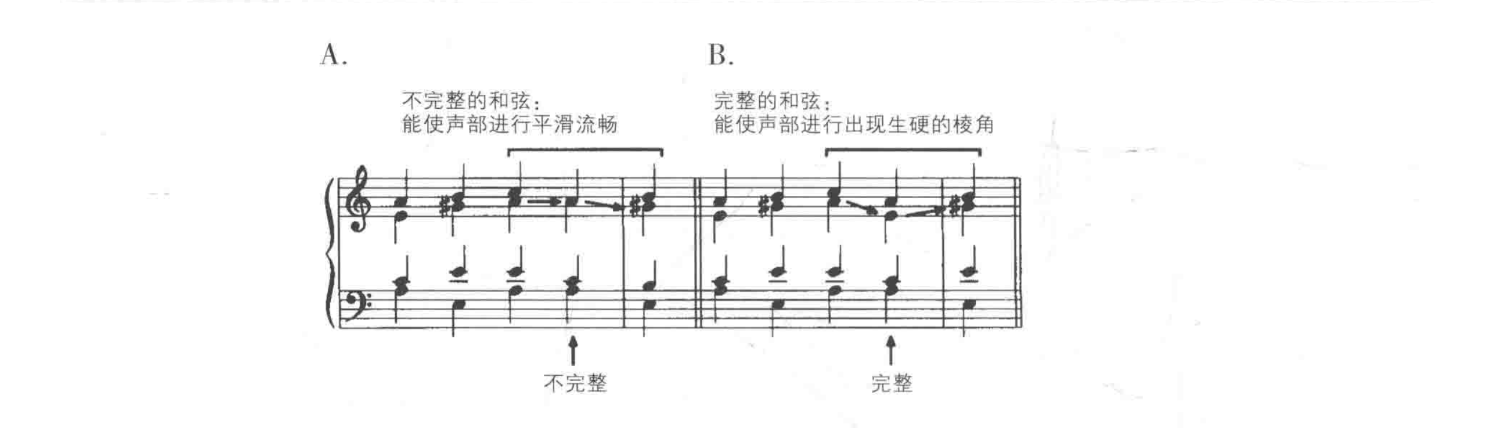 A.
B.
不完整的和弦:
能使声部进行平滑流畅
完整的和弦:
能使声部进行出现生硬的棱角
不完整
完整